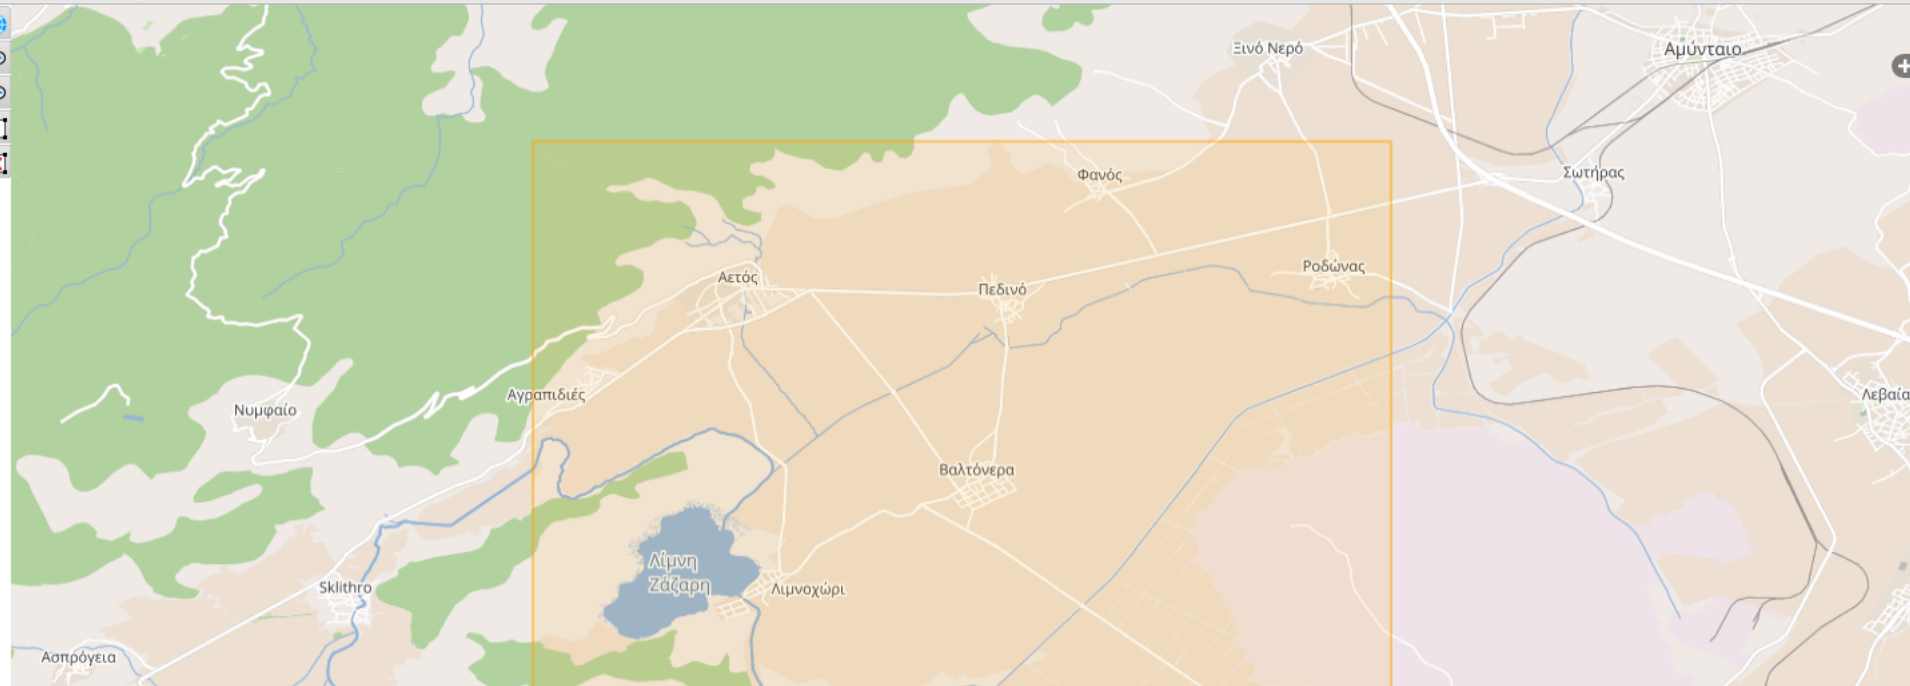 Ξινό Νερό
Αμύνταιο
Φανός
Σωτήρας
Αετός
Πεδινό
Ροδώνας
Αγραπιδιές
Νυμφαίο
Λεβαία
Βαλτόνερα
Λίμνη
Ζάζαρη
Sklithro
Λιμνοχώρι
Ασπρόγεια